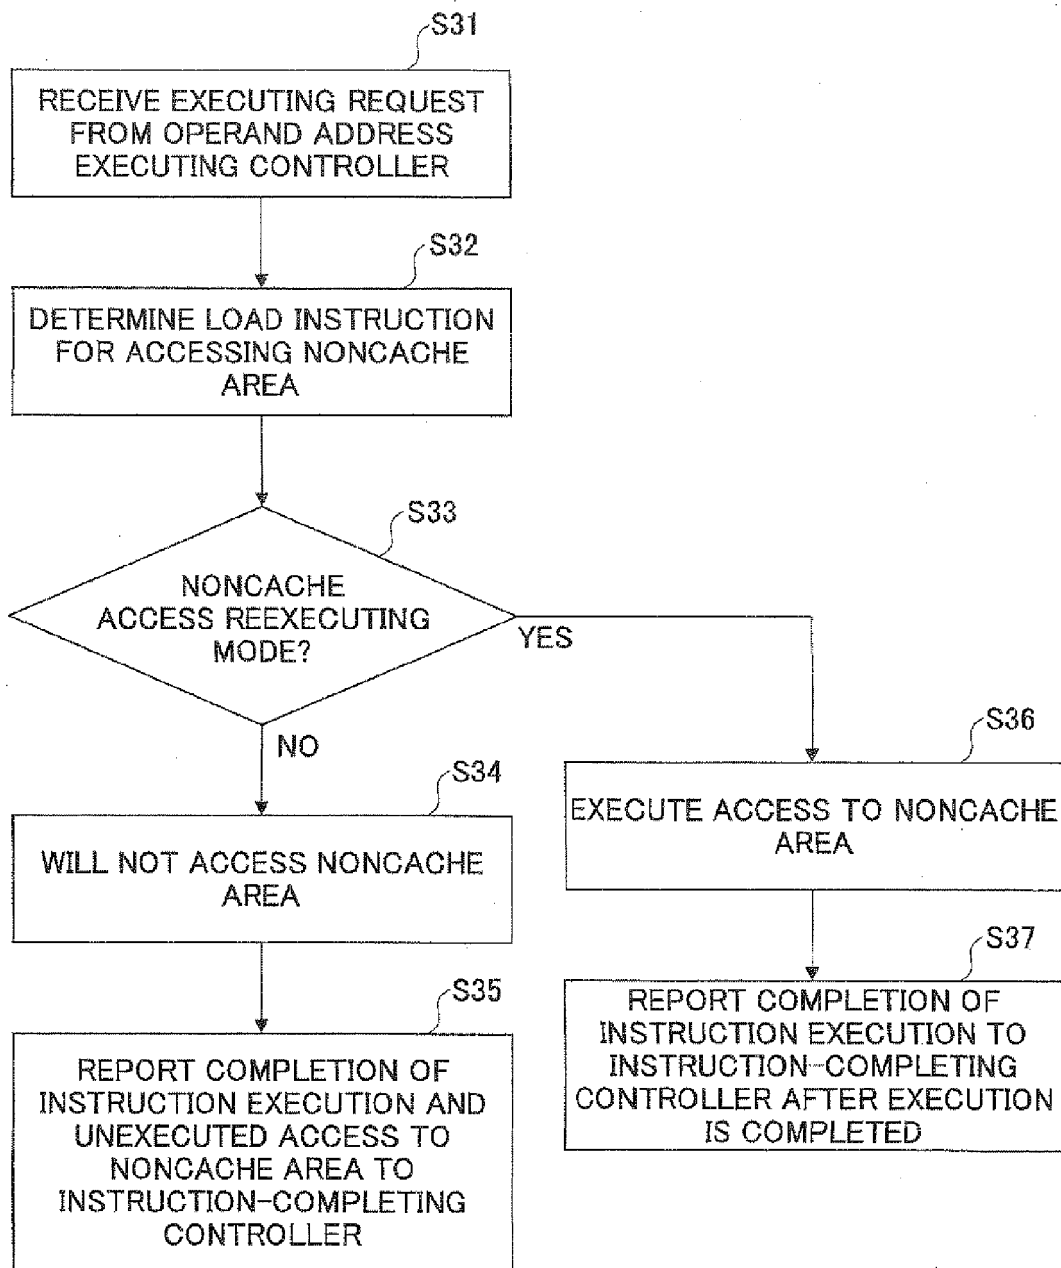 S31
RECEIVE EXECUTING REQUEST
FROM OPERAND ADDRESS
EXECUTING CONTROLLER
S32
DETERMINE LOAD INSTRUCTION
FOR ACCESSING NONCACHE
AREA
S33
NONCACHE
ACCESS REEXECUTING
MODE?
YES
NO
S34
WILL NOT ACCESS NONCACHE
AREA
S35
REPORT COMPLETION OF
INSTRUCTION EXECUTION AND
UNEXECUTED ACCESS TO
NONCACHE AREA TO
INSTRUCTION-COMPLETING
CONTROLLER
S36
EXECUTE ACCESS TO NONCACHE
AREA
S37
REPORT COMPLETION OF
INSTRUCTION EXECUTION TO
INSTRUCTION-COMPLETING
CONTROLLER AFTER EXECUTION
IS COMPLETED